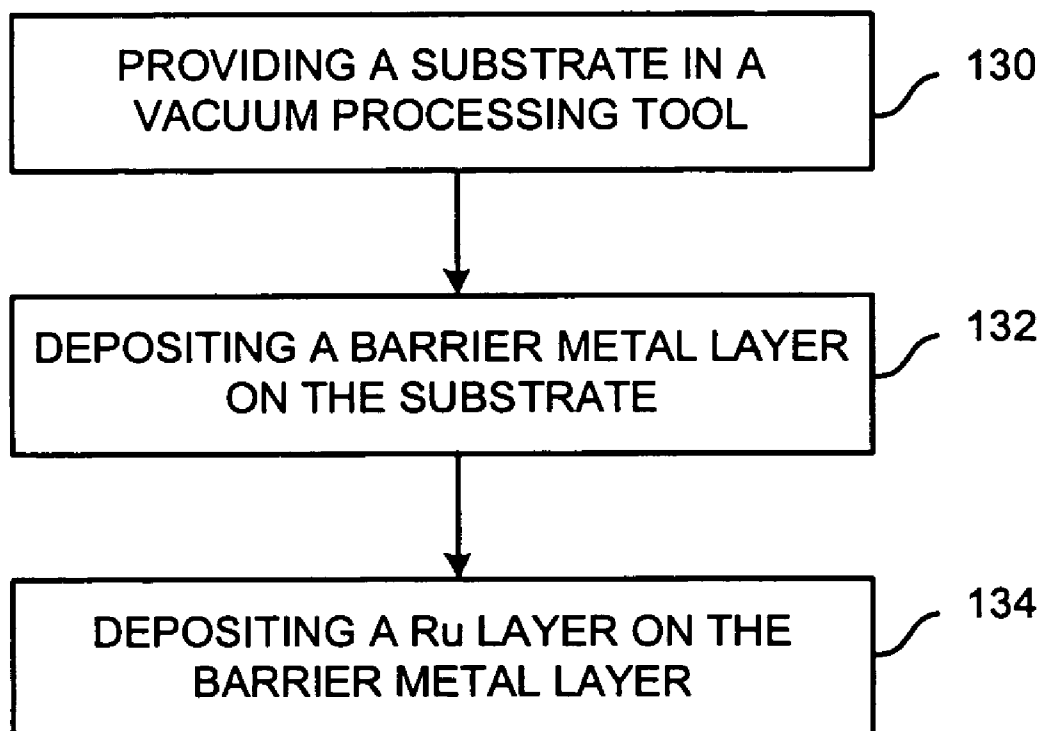 PROVIDING A SUBSTRATE IN A
VACUUM PROCESSING TOOL
130
DEPOSITING A BARRIER METAL LAYER
ON THE SUBSTRATE
132
DEPOSITING A Ru LAYER ON THE
BARRIER METAL LAYER
134